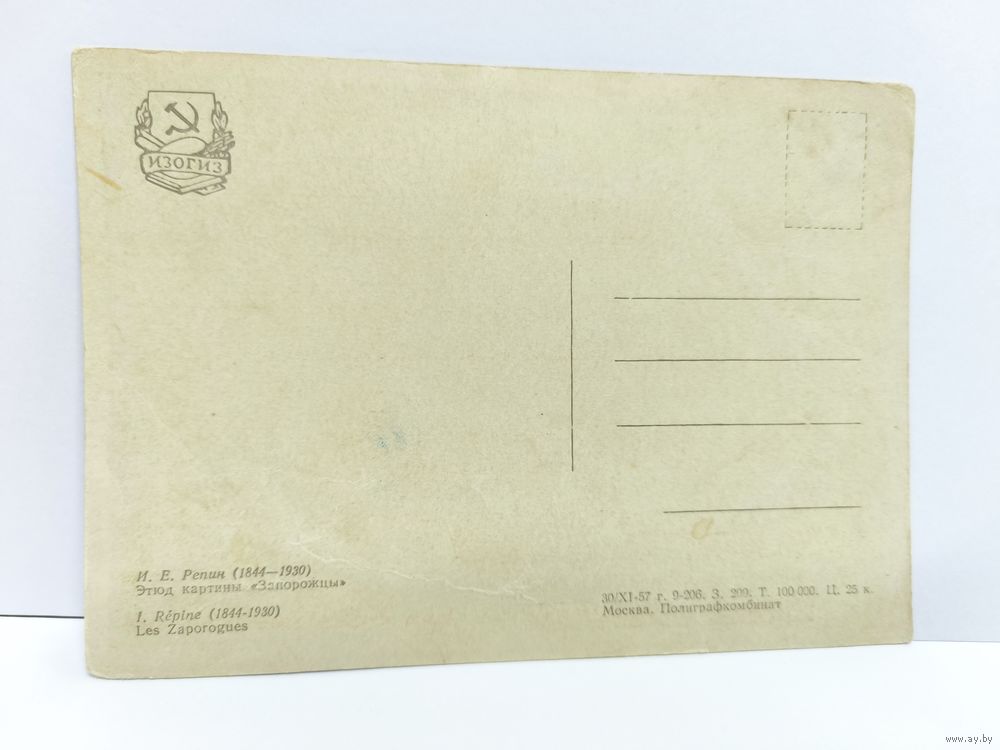 ИЗОГИЗ
И. Е. Репин (1844—1930)
Этюд картины «Запорожцы»
I. Répine (1844-1930)
Les Zaporogues
30/XI-57 г. 9-206. З. 209. Т. 100 000. Ц. 25 к.
Москва. Полиграфкомбинат
www.ay.by